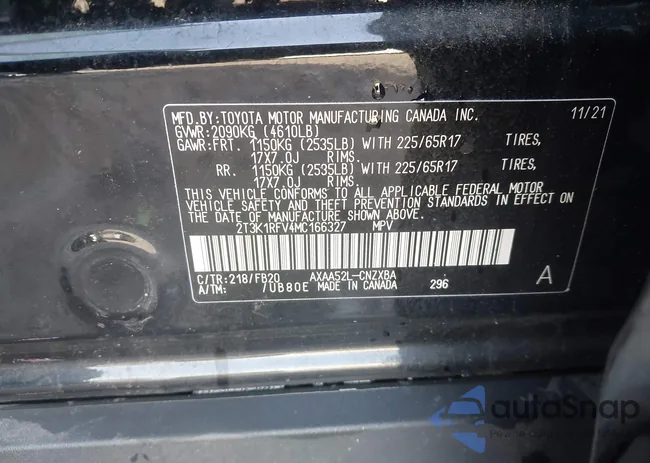 MFD.BY:TOYOTA MOTOR MANUFACTURING CANADA INC. 11/21
GVWR:2090KG (4610LB)
GAWR:FRT. 1150KG (2535LB) WITH 225/65R17 TIRES,
17X7.0J RIMS.
RR. 1150KG (2535LB) WITH 225/65R17 TIRES,
17X7.0J RIMS.
THIS VEHICLE CONFORMS TO ALL APPLICABLE FEDERAL MOTOR
VEHICLE SAFETY AND THEFT PREVENTION STANDARDS IN EFFECT ON
THE DATE OF MANUFACTURE SHOWN ABOVE.
2T3K1RFV4MC166327 MPV
C/TR:218/FB20 AXAA52L-CNZXBA A
A/TM: /UB80E MADE IN CANADA 296
autoSnap